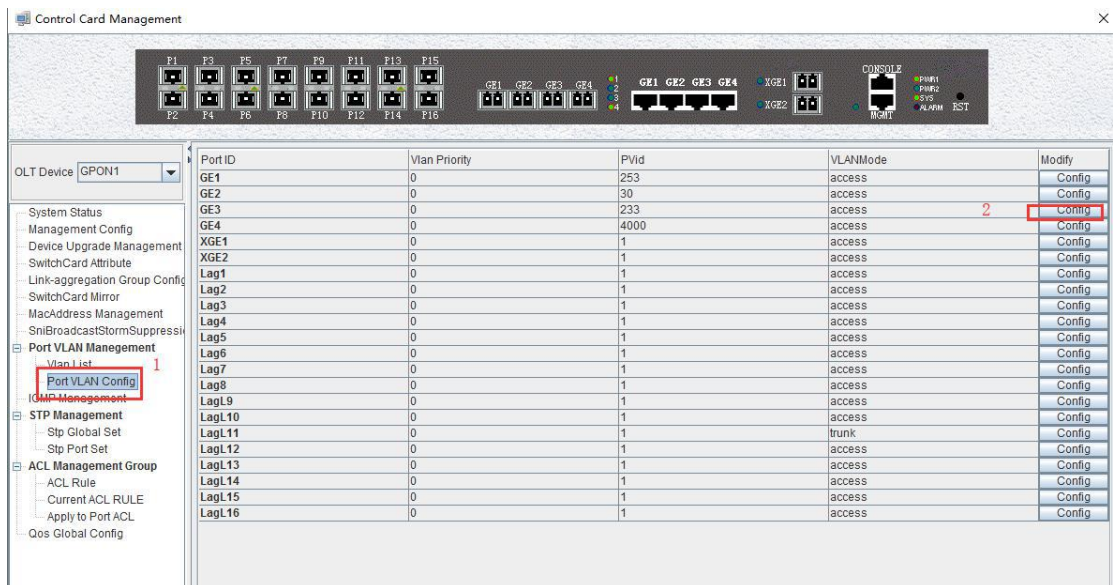 Control Card Management
P1 P3 P5 P7 P9 P11 P13 P15
GE1 GE2 GE3 GE4
1
2
3
4
GE1 GE2 GE3 GE4
XGE1
XGE2
CONSOLE
MGMT
PWR1
PWR2
SYS
ALARM
RST
P2 P4 P6 P8 P10 P12 P14 P16
OLT Device GPON1
System Status
Management Config
Device Upgrade Management
SwitchCard Attribute
Link-aggregation Group Config
SwitchCard Mirror
MacAddress Management
SniBroadcastStormSuppressi
Port VLAN Manegement
Vlan List
1
Port VLAN Config
IGMP Management
STP Management
Stp Global Set
Stp Port Set
ACL Management Group
ACL Rule
Current ACL RULE
Apply to Port ACL
Qos Global Config
Port ID Vlan Priority PVid VLANMode Modify
GE1 0 253 access Config
GE2 0 30 access Config
GE3 0 233 access 2 Config
GE4 0 4000 access Config
XGE1 0 1 access Config
XGE2 0 1 access Config
Lag1 0 1 access Config
Lag2 0 1 access Config
Lag3 0 1 access Config
Lag4 0 1 access Config
Lag5 0 1 access Config
Lag6 0 1 access Config
Lag7 0 1 access Config
Lag8 0 1 access Config
LagL9 0 1 access Config
LagL10 0 1 access Config
LagL11 0 1 trunk Config
LagL12 0 1 access Config
LagL13 0 1 access Config
LagL14 0 1 access Config
LagL15 0 1 access Config
LagL16 0 1 access Config